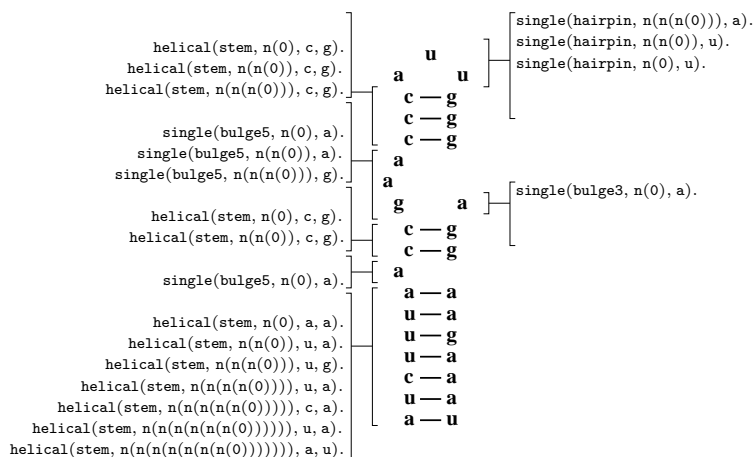 helical(stem, n(0), c, g).
helical(stem, n(n(0)), c, g).
helical(stem, n(n(n(0))), c, g).
single(bulge5, n(0), a).
single(bulge5, n(n(0)), a).
single(bulge5, n(n(n(0))), g).
helical(stem, n(0), c, g).
helical(stem, n(n(0)), c, g).
single(bulge5, n(0), a).
helical(stem, n(0), a, a).
helical(stem, n(n(0)), u, a).
helical(stem, n(n(n(0))), u, g).
helical(stem, n(n(n(n(0)))), u, a).
helical(stem, n(n(n(n(n(0))))), c, a).
helical(stem, n(n(n(n(n(n(0)))))), u, a).
helical(stem, n(n(n(n(n(n(n(0))))))), a, u).
u
a u
c — g
c — g
c — g
a
a
g a
c — g
c — g
a
a — a
u — a
u — g
u — a
c — a
u — a
a — u
single(hairpin, n(n(n(0))), a).
single(hairpin, n(n(0)), u).
single(hairpin, n(0), u).
single(bulge3, n(0), a).